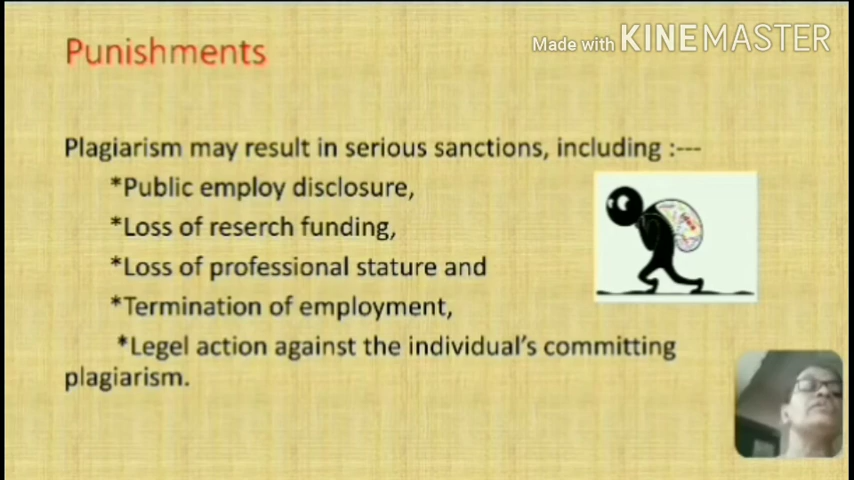 Punishments
Made with KINEMASTER
Plagiarism may result in serious sanctions, including :---
*Public employ disclosure,
*Loss of reserch funding,
*Loss of professional stature and
*Termination of employment,
*Legel action against the individual's committing
plagiarism.